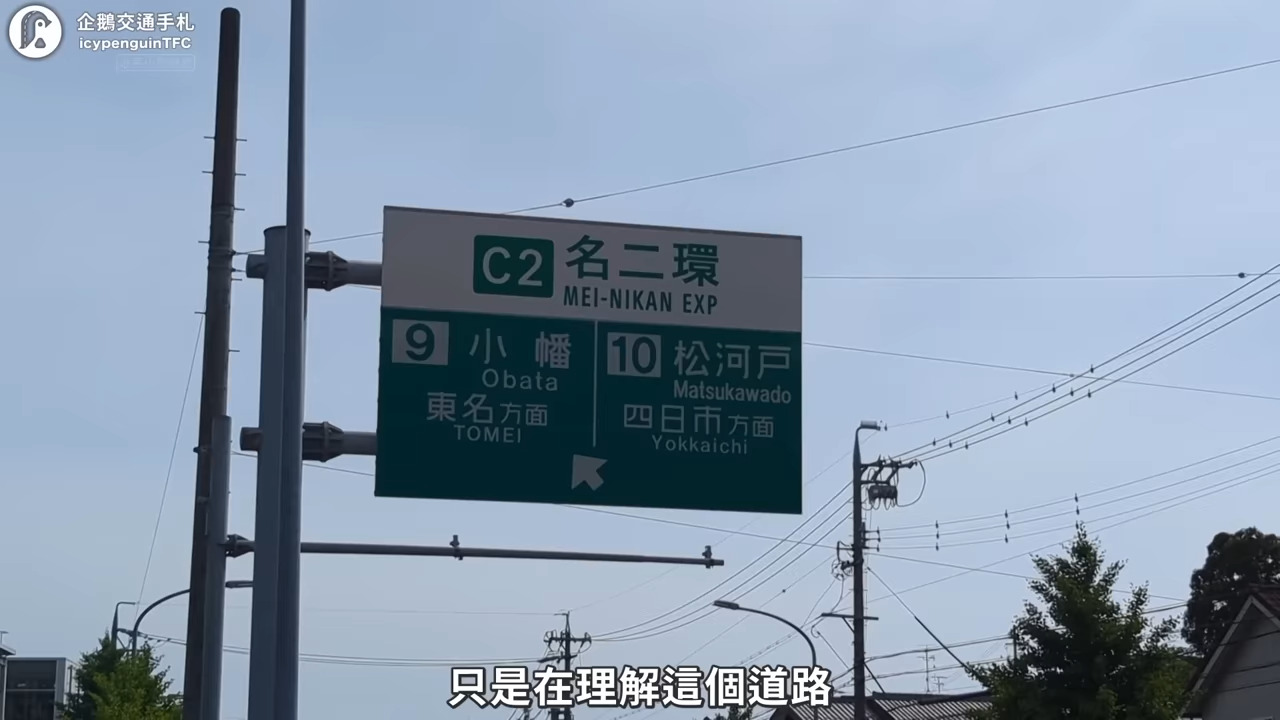 企鵝交通手札
icypenguinTFC
C2 名二環
MEI-NIKAN EXP
9 小幡
Obata
東名方面
TOMEI
10 松河戸
Matsukawado
四日市方面
Yokkaichi
只是在理解這個道路